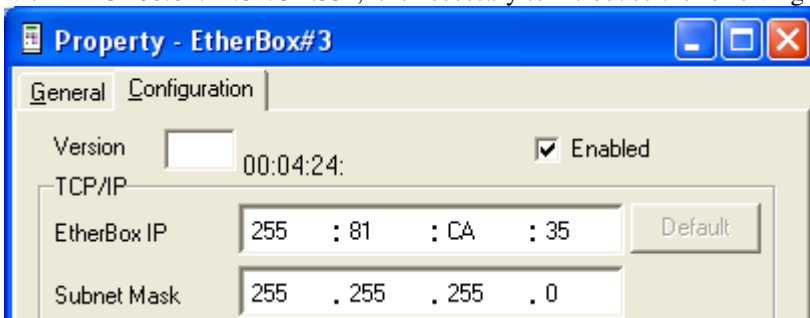 Property - EtherBox#3
General Configuration
Version 00:04:24: Enabled
TCP/IP
EtherBox IP 255 : 81 : CA : 35 Default
Subnet Mask 255 . 255 . 255 . 0